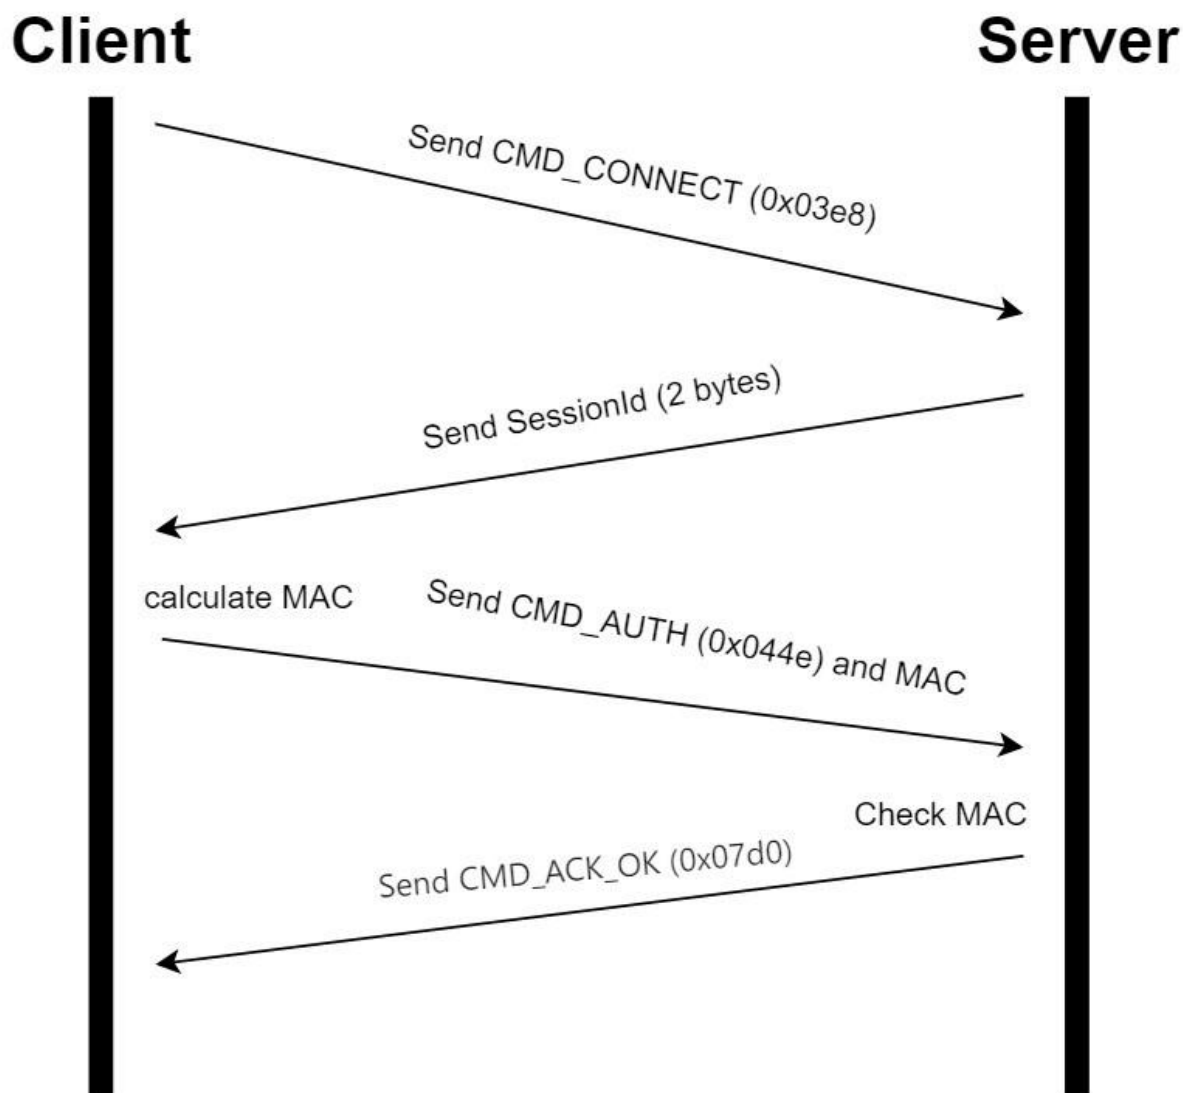 Client
Server
Send CMD_CONNECT (0x03e8)
Send SessionId (2 bytes)
calculate MAC
Send CMD_AUTH (0x044e) and MAC
Check MAC
Send CMD_ACK_OK (0x07d0)